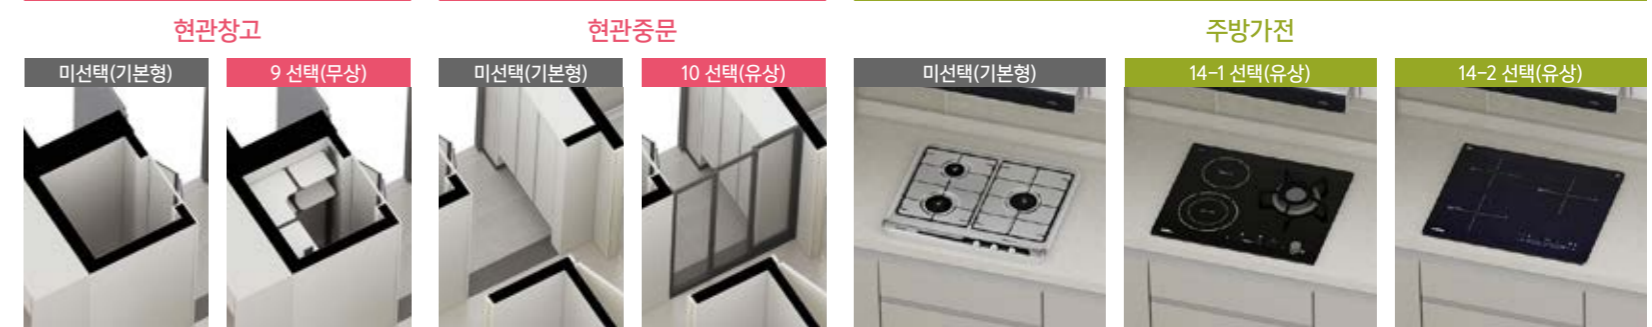 현관창고
현관중문
주방가전
미선택(기본형)
9 선택(무상)
미선택(기본형)
10 선택(유상)
미선택(기본형)
14-1 선택(유상)
14-2 선택(유상)